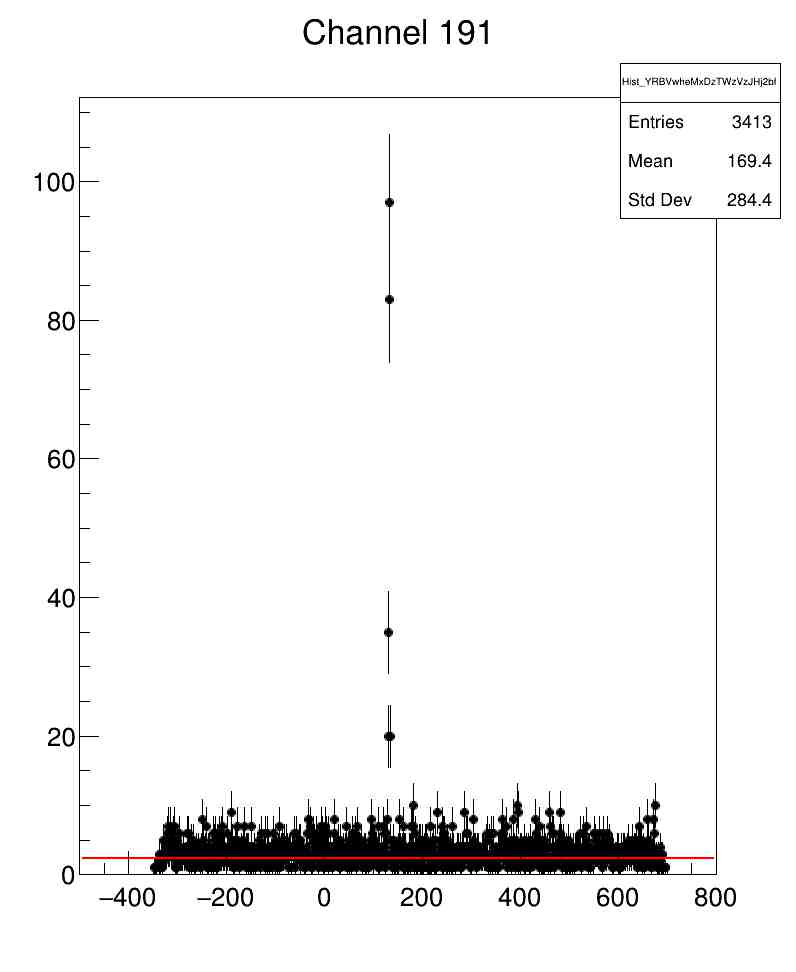 Channel 191
Hist_YRBVwheMxDzTWzVzJHj2bl
Entries 3413
Mean 169.4
Std Dev 284.4
100
80
60
40
20
0
−400 −200 0 200 400 600 800